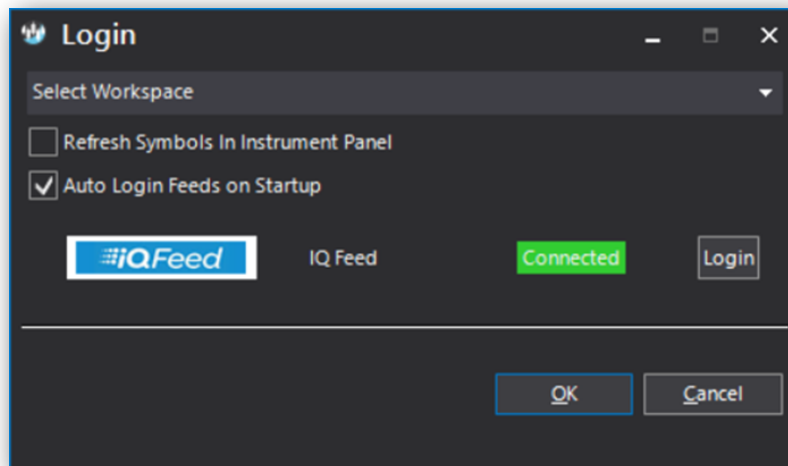 Login
Select Workspace
Refresh Symbols In Instrument Panel
Auto Login Feeds on Startup
iQFeed IQ Feed Connected Login
OK Cancel